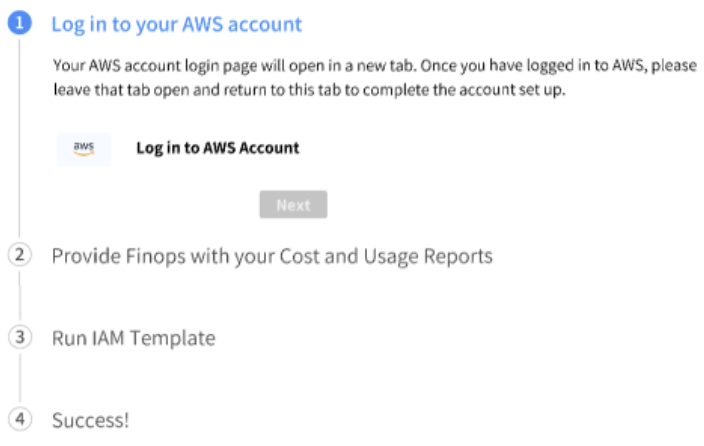 1 Log in to your AWS account
Your AWS account login page will open in a new tab. Once you have logged in to AWS, please
leave that tab open and return to this tab to complete the account set up.
aws Log in to AWS Account
Next
2 Provide Finops with your Cost and Usage Reports
3 Run IAM Template
4 Success!